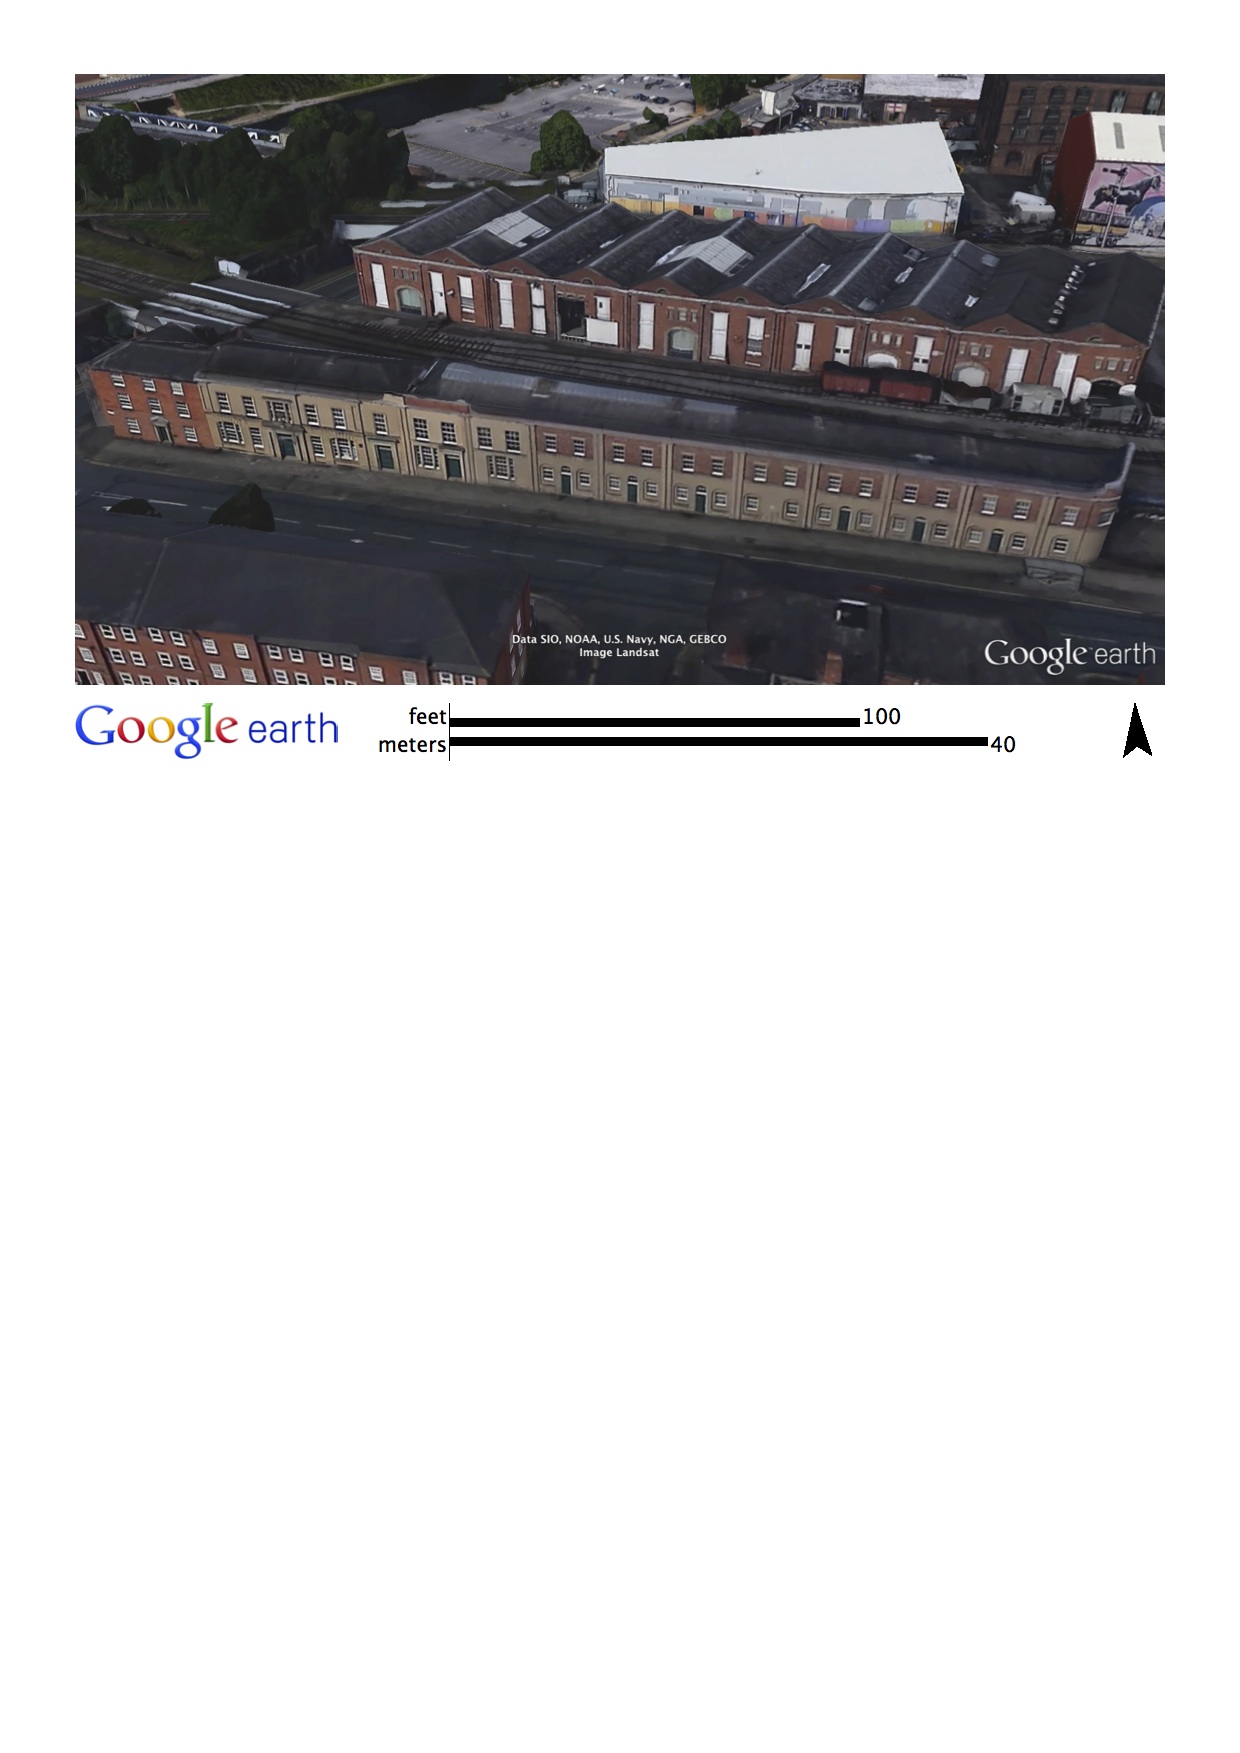 Data SIO, NOAA, U.S. Navy, NGA, GEBCO
Image Landsat
Google earth
Google earth
feet 100
meters 40